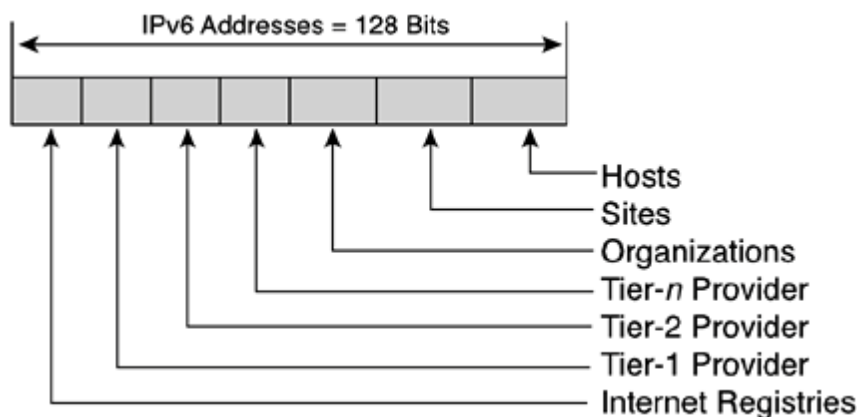 IPv6 Addresses = 128 Bits
Hosts
Sites
Organizations
Tier-n Provider
Tier-2 Provider
Tier-1 Provider
Internet Registries